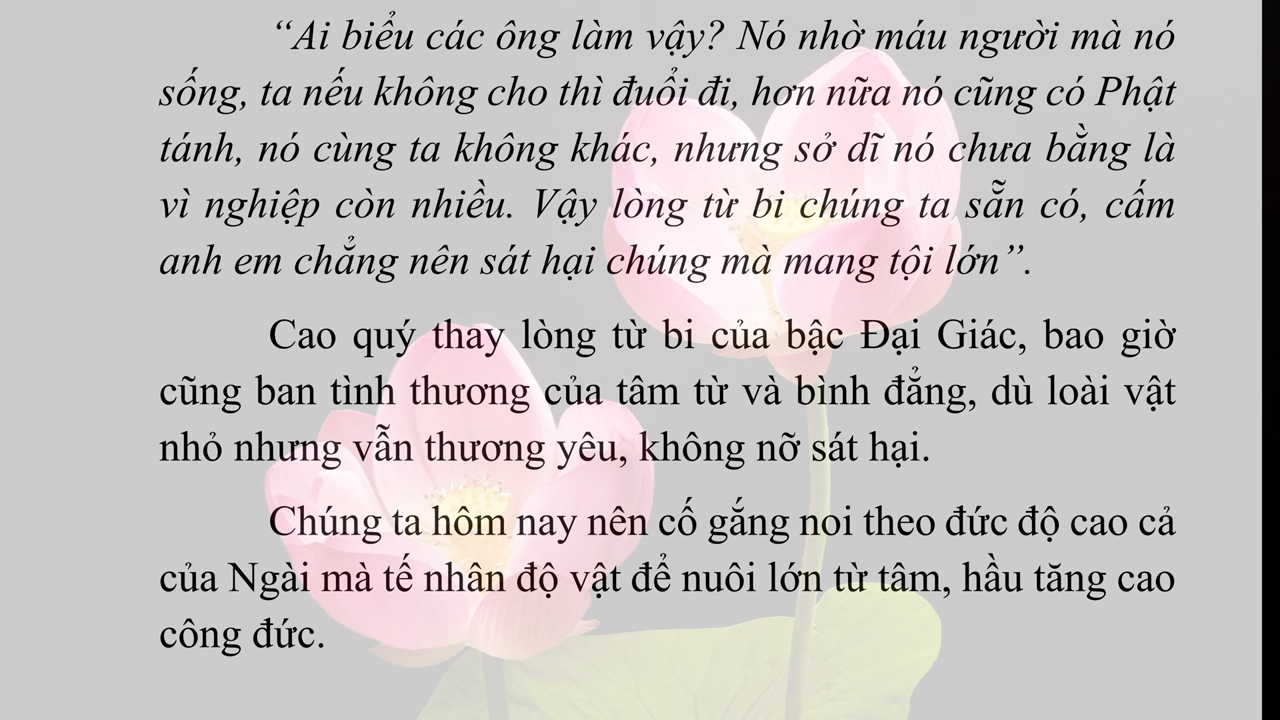 “Ai biểu các ông làm vậy? Nó nhờ máu người mà nó
sống, ta nếu không cho thì đuổi đi, hơn nữa nó cũng có Phật
tánh, nó cùng ta không khác, nhưng sở dĩ nó chưa bằng là
vì nghiệp còn nhiều. Vậy lòng từ bi chúng ta sẵn có, cấm
anh em chẳng nên sát hại chúng mà mang tội lớn”.
Cao quý thay lòng từ bi của bậc Đại Giác, bao giờ
cũng ban tình thương của tâm từ và bình đẳng, dù loài vật
nhỏ nhưng vẫn thương yêu, không nỡ sát hại.
Chúng ta hôm nay nên cố gắng noi theo đức độ cao cả
của Ngài mà tế nhân độ vật để nuôi lớn từ tâm, hầu tăng cao
công đức.